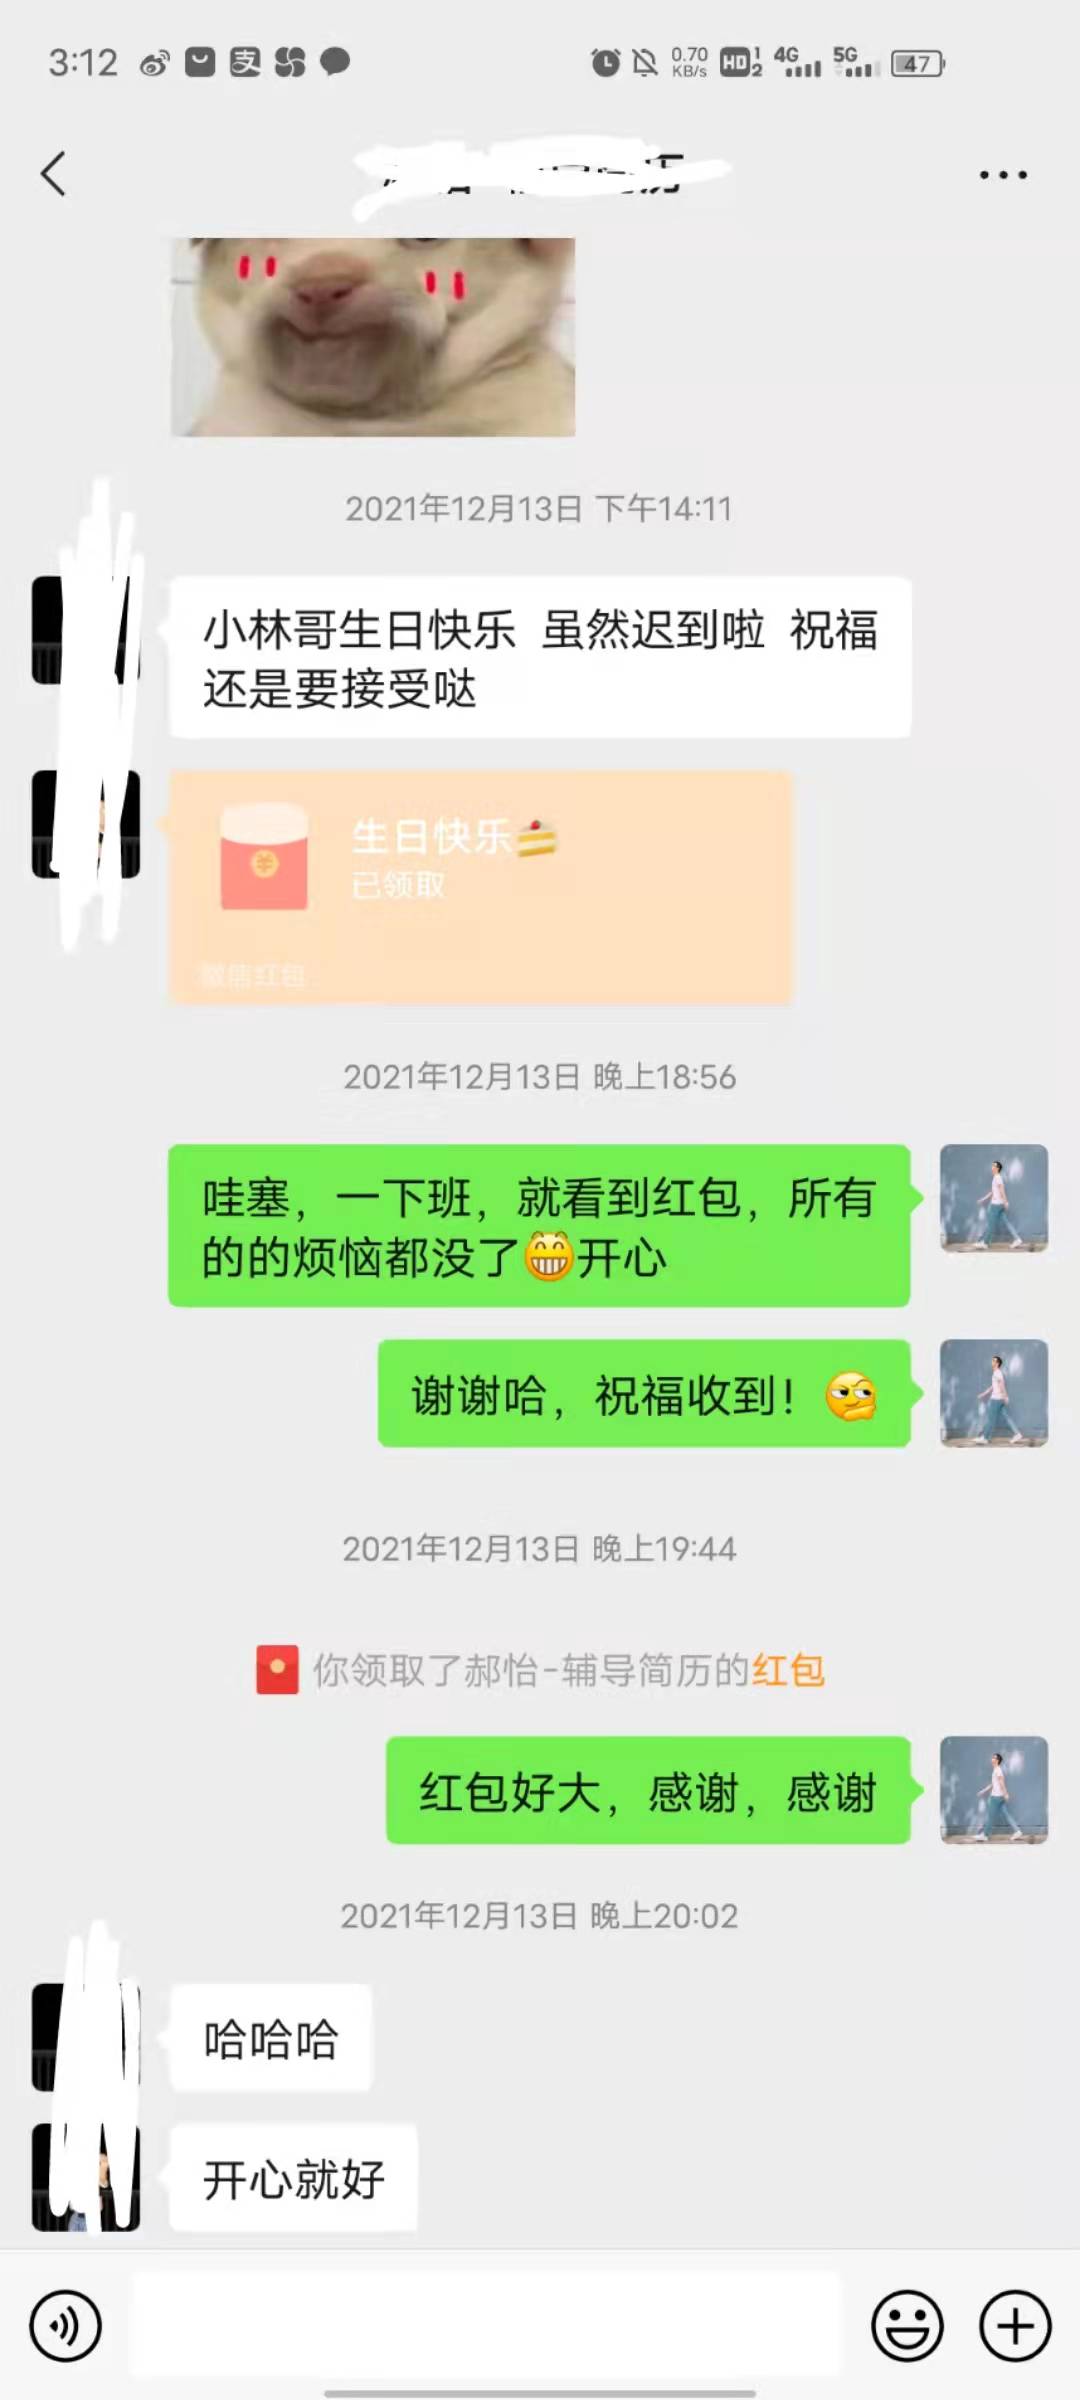 3:12
支
0.70
KB/s
HD 1
2
4G
5G
47
2021年12月13日 下午14:11
小林哥生日快乐 虽然迟到啦 祝福
还是要接受哒
生日快乐🍰
已领取
微信红包
2021年12月13日 晚上18:56
哇塞，一下班，就看到红包，所有
的的烦恼都没了😁开心
谢谢哈，祝福收到！
2021年12月13日 晚上19:44
你领取了郝怡-辅导简历的红包
红包好大，感谢，感谢
2021年12月13日 晚上20:02
哈哈哈
开心就好